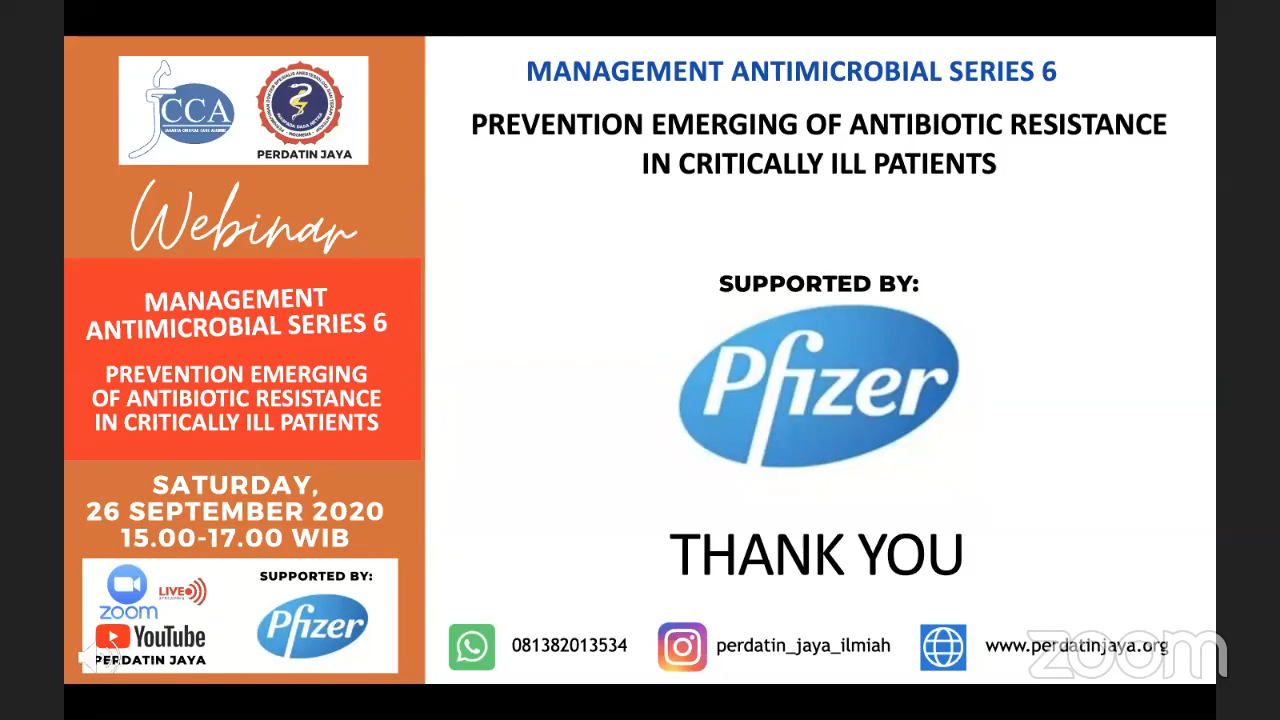 CCA
PERDATIN JAYA
Webinar
MANAGEMENT
ANTIMICROBIAL SERIES 6
PREVENTION EMERGING
OF ANTIBIOTIC RESISTANCE
IN CRITICALLY ILL PATIENTS
SATURDAY,
26 SEPTEMBER 2020
15.00-17.00 WIB
zoom
LIVE
YouTube
PERDATIN JAYA
SUPPORTED BY:
Pfizer
MANAGEMENT ANTIMICROBIAL SERIES 6
PREVENTION EMERGING OF ANTIBIOTIC RESISTANCE
IN CRITICALLY ILL PATIENTS
SUPPORTED BY:
Pfizer
THANK YOU
081382013534
perdatin_jaya_ilmiah
www.perdatinjaya.org
zoom